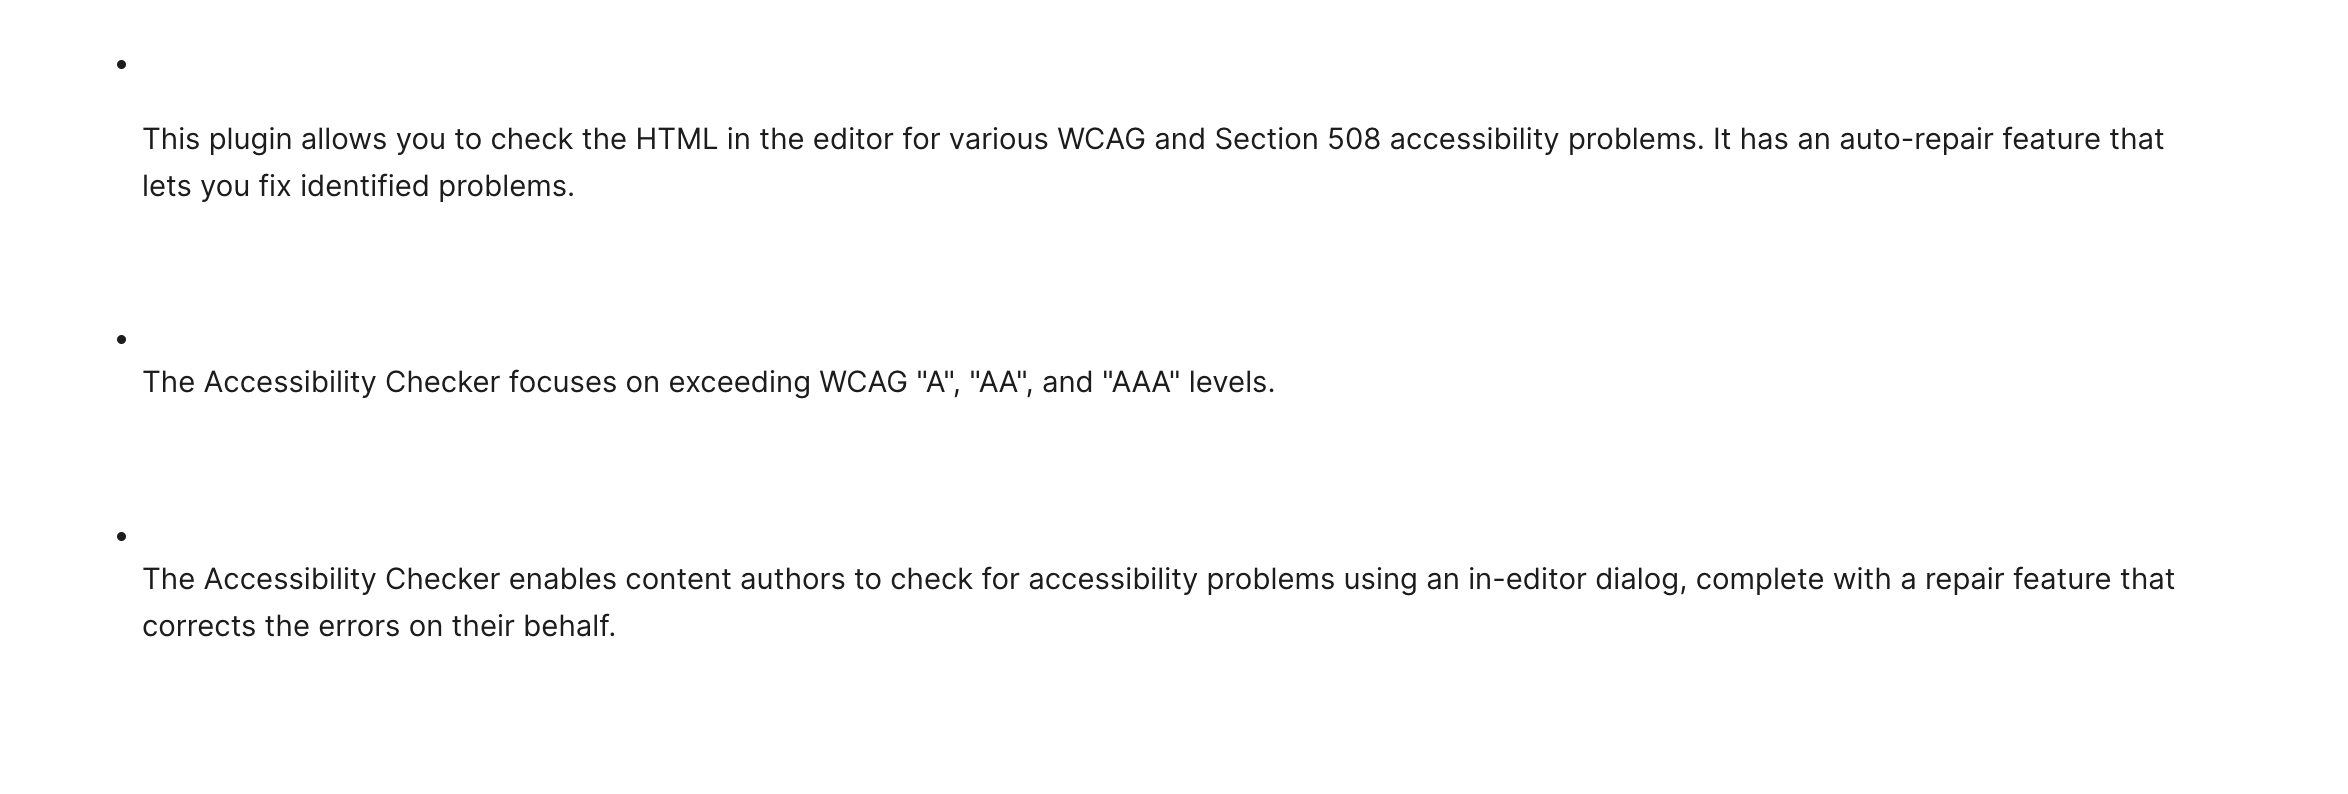 •
This plugin allows you to check the HTML in the editor for various WCAG and Section 508 accessibility problems. It has an auto-repair feature that
lets you fix identified problems.
•
The Accessibility Checker focuses on exceeding WCAG "A", "AA", and "AAA" levels.
•
The Accessibility Checker enables content authors to check for accessibility problems using an in-editor dialog, complete with a repair feature that
corrects the errors on their behalf.